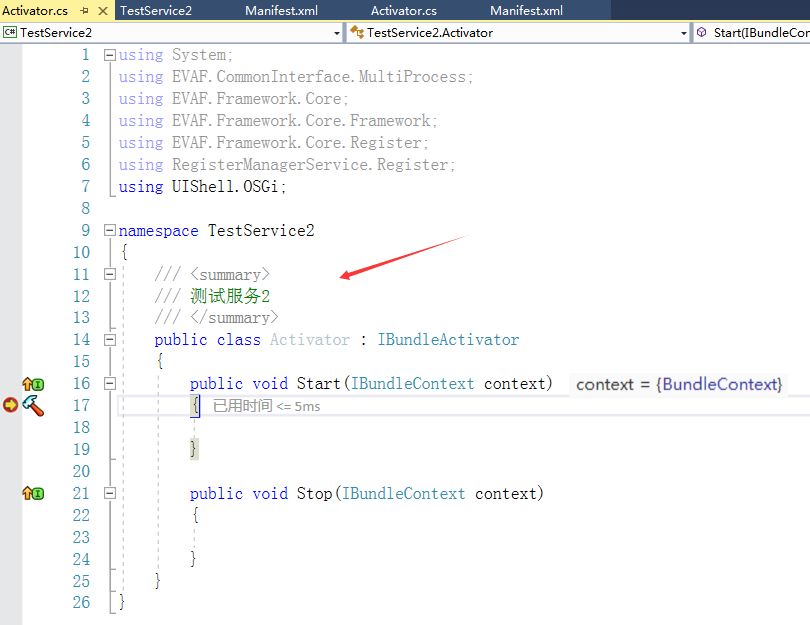 Activator.cs TestService2 Manifest.xml Activator.cs Manifest.xml
C# TestService2 TestService2.Activator Start(IBundleCon
1 using System;
2 using EVAF.CommonInterface.MultiProcess;
3 using EVAF.Framework.Core;
4 using EVAF.Framework.Core.Framework;
5 using EVAF.Framework.Core.Register;
6 using RegisterManagerService.Register;
7 using UIShell.OSGi;
8
9 namespace TestService2
10 {
11 /// <summary>
12 /// 测试服务2
13 /// </summary>
14 public class Activator : IBundleActivator
15 {
16 public void Start(IBundleContext context) context = {BundleContext}
17 { 已用时间 <= 5ms
18
19 }
20
21 public void Stop(IBundleContext context)
22 {
23
24 }
25 }
26 }